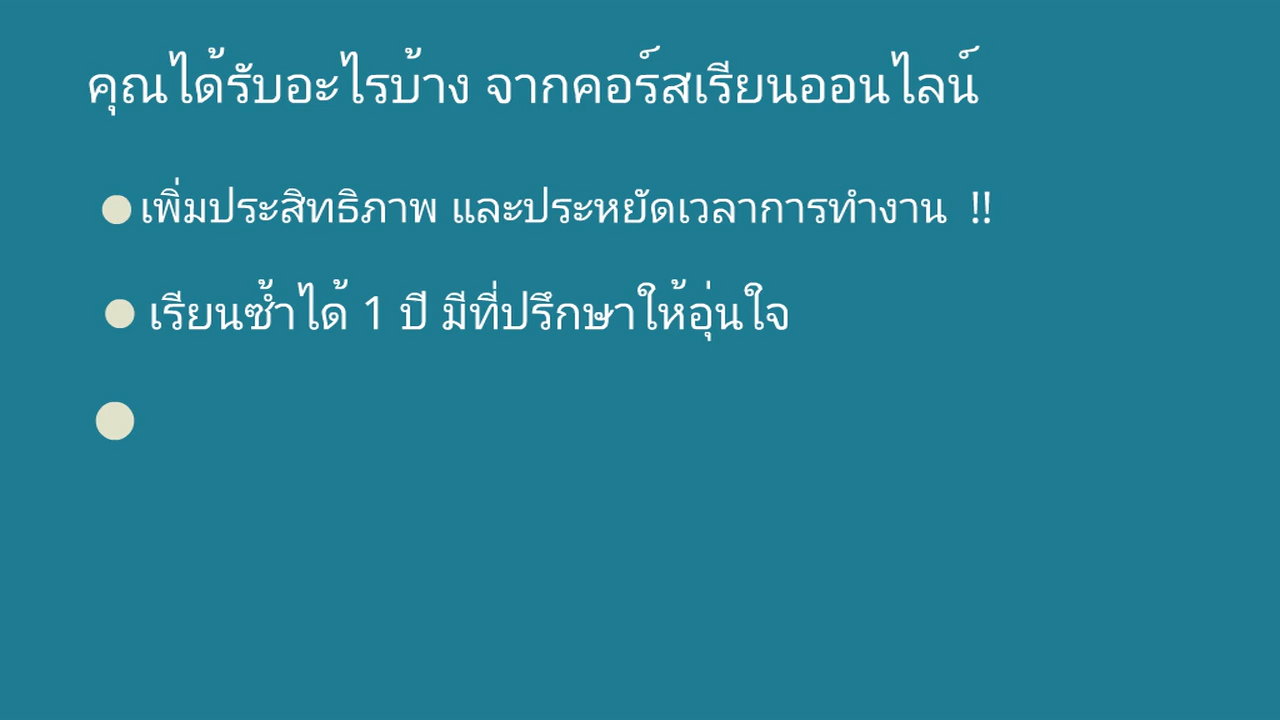 คุณได้รับอะไรบ้าง จากคอร์สเรียนออนไลน์
เพิ่มประสิทธิภาพ และประหยัดเวลาการทำงาน !!
เรียนซ้ำได้ 1 ปี มีที่ปรึกษาให้อุ่นใจ